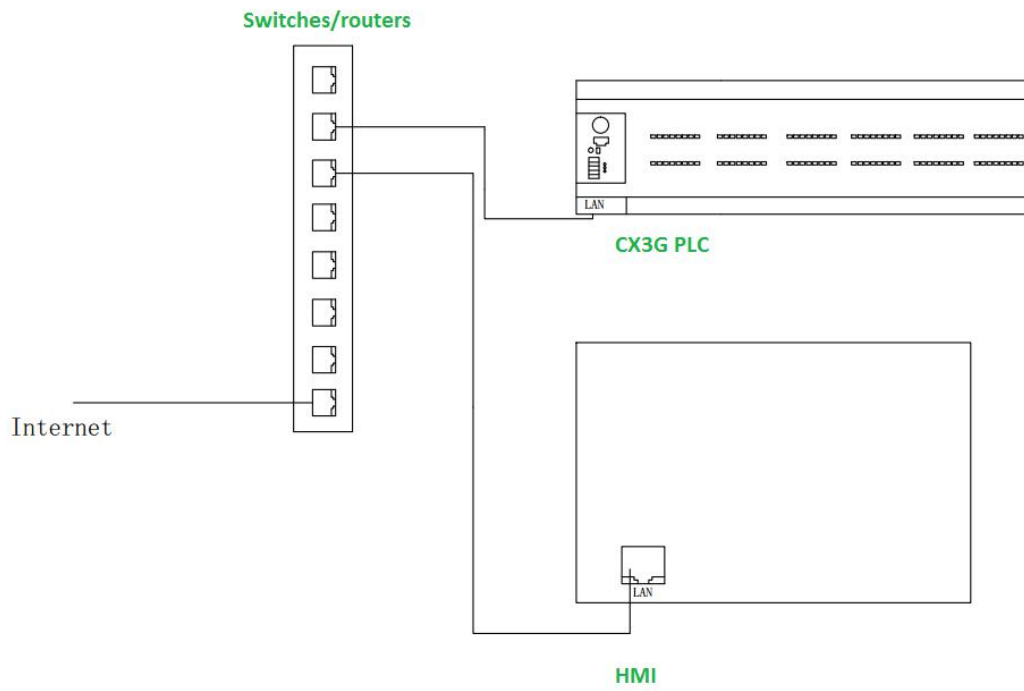 Switches/routers
LAN
CX3G PLC
Internet
LAN
HMI